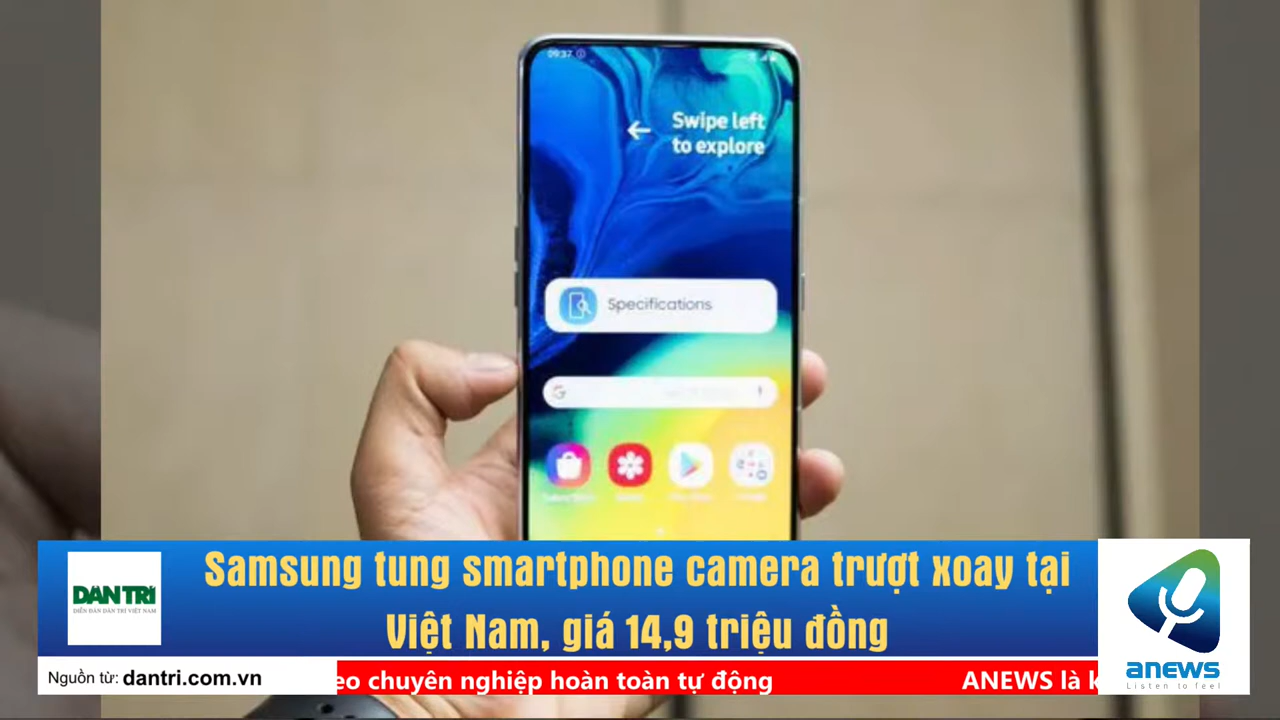 09:37
Swipe left
to explore
Specifications
Samsung tung smartphone camera trượt xoay tại
Việt Nam, giá 14,9 triệu đồng
DÂN TRÍ
DIỄN ĐÀN DÂN TRÍ VIỆT NAM
Nguồn từ: dantri.com.vn
eo chuyên nghiệp hoàn toàn tự động
ANEWS là k
anews
Listen to feel